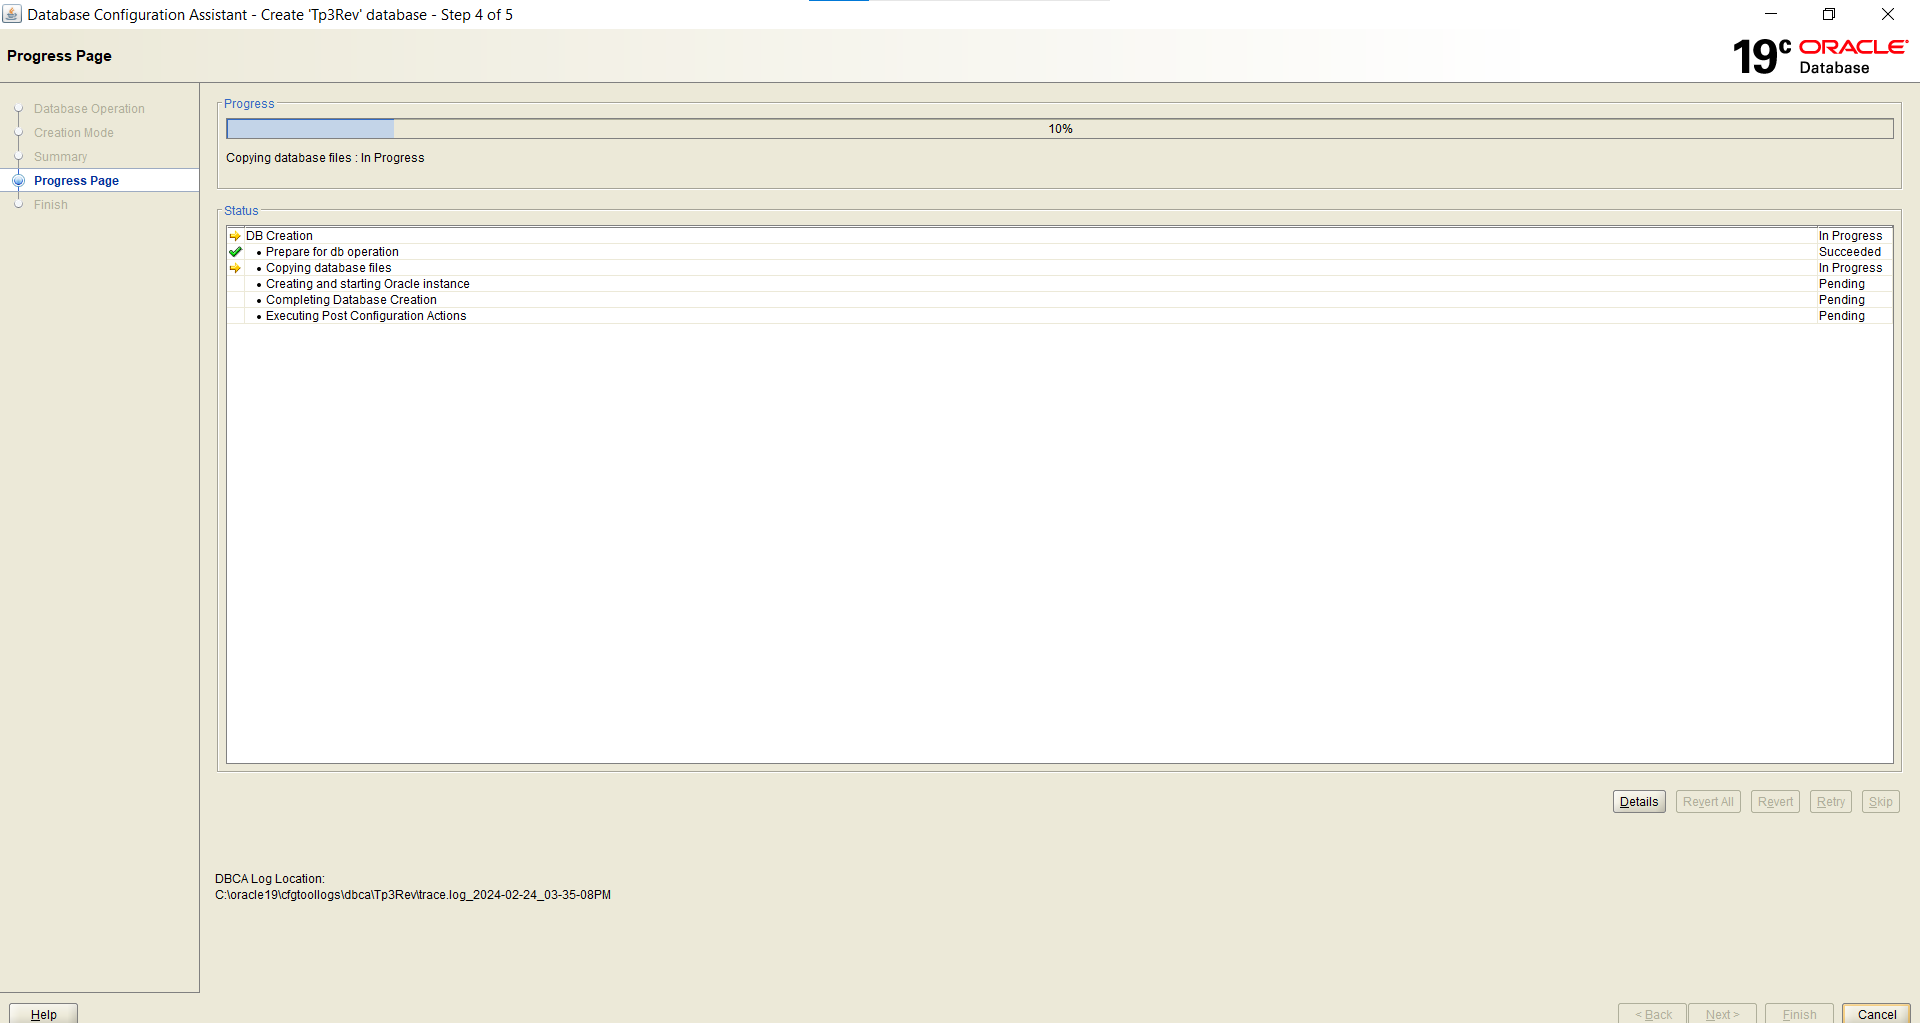 Database Configuration Assistant - Create 'Tp3Rev' database - Step 4 of 5
Progress Page
19c ORACLE
Database
Database Operation
Creation Mode
Summary
Progress Page
Finish
Progress
10%
Copying database files : In Progress
Status
DB Creation In Progress
• Prepare for db operation Succeeded
• Copying database files In Progress
• Creating and starting Oracle instance Pending
• Completing Database Creation Pending
• Executing Post Configuration Actions Pending
Details Revert All Revert Retry Skip
DBCA Log Location:
C:\oracle19\cfgtoollogs\dbca\Tp3Rev\trace.log_2024-02-24_03-35-08PM
Help < Back Next > Finish Cancel